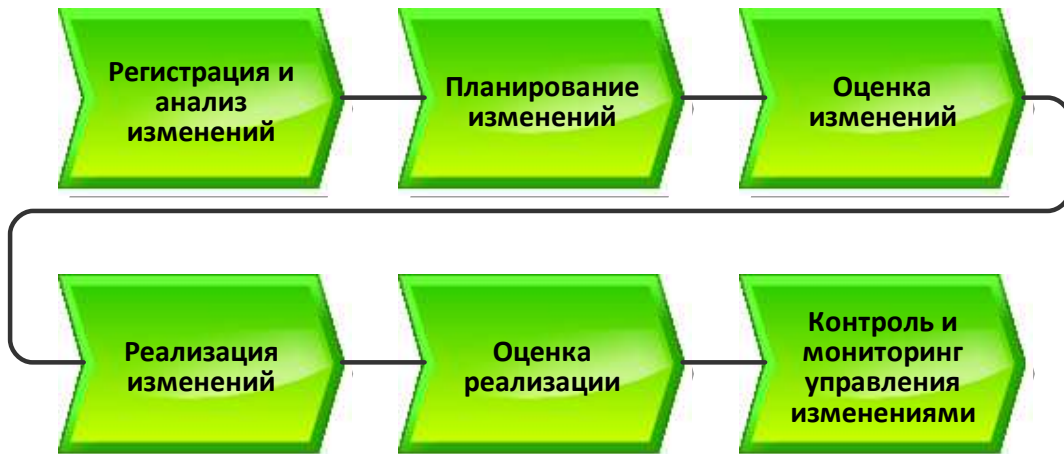 Регистрация и
анализ
изменений
Планирование
изменений
Оценка
изменений
Реализация
изменений
Оценка
реализации
Контроль и
мониторинг
управления
изменениями